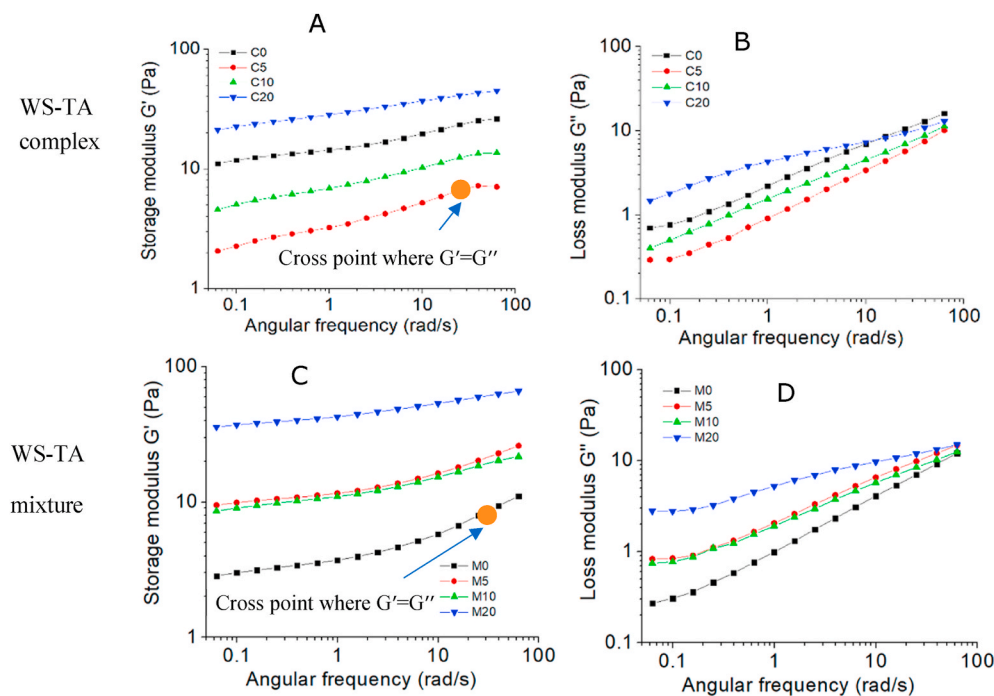 WS-TA
complex
A
Storage modulus G′ (Pa)
100
10
1
C0
C5
C10
C20
Cross point where G′=G′′
0.1 1 10 100
Angular frequency (rad/s)
B
Loss modulus G" (Pa)
100
10
1
0.1
C0
C5
C10
C20
0.1 1 10 100
Angular frequency (rad/s)
WS-TA
mixture
C
Storage modulus G' (Pa)
100
10
1
M0
M5
M10
M20
Cross point where G′=G′′
0.1 1 10 100
Angular frequency (rad/s)
D
Loss modulus G" (Pa)
100
10
1
0.1
M0
M5
M10
M20
0.1 1 10 100
Angular frequency (rad/s)